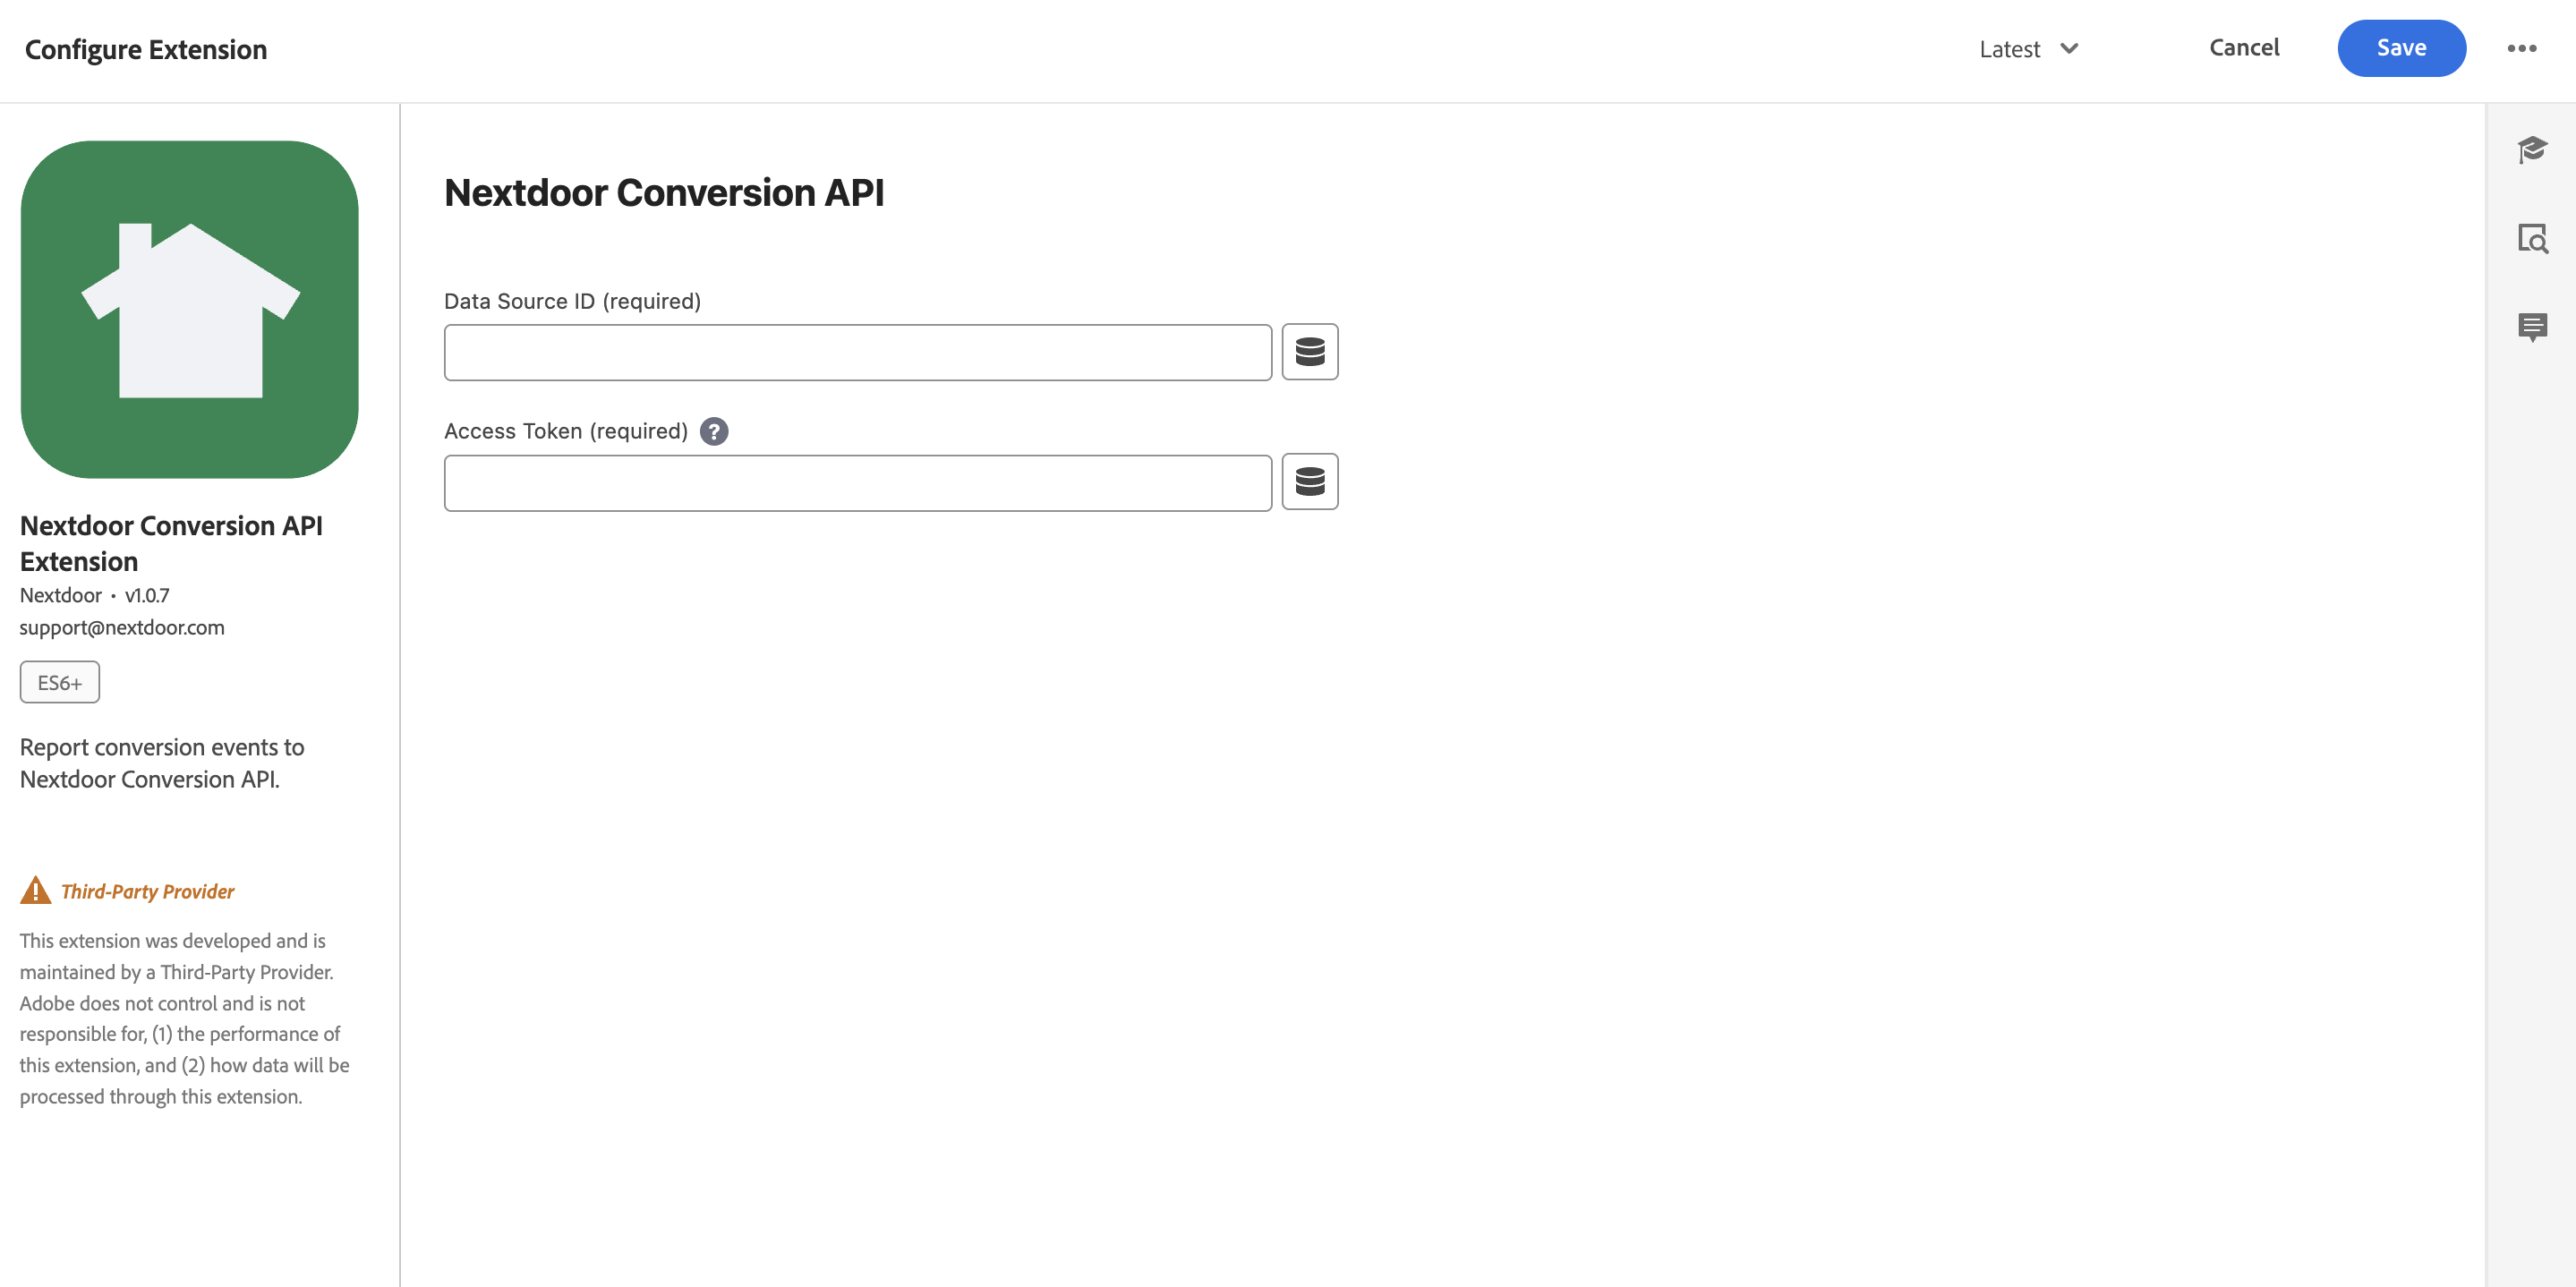 Configure Extension
Latest
Cancel
Save
Nextdoor Conversion API
Extension
Nextdoor • v1.0.7
support@nextdoor.com
ES6+
Report conversion events to
Nextdoor Conversion API.
Third-Party Provider
This extension was developed and is
maintained by a Third-Party Provider.
Adobe does not control and is not
responsible for, (1) the performance of
this extension, and (2) how data will be
processed through this extension.
Nextdoor Conversion API
Data Source ID (required)
Access Token (required) ?